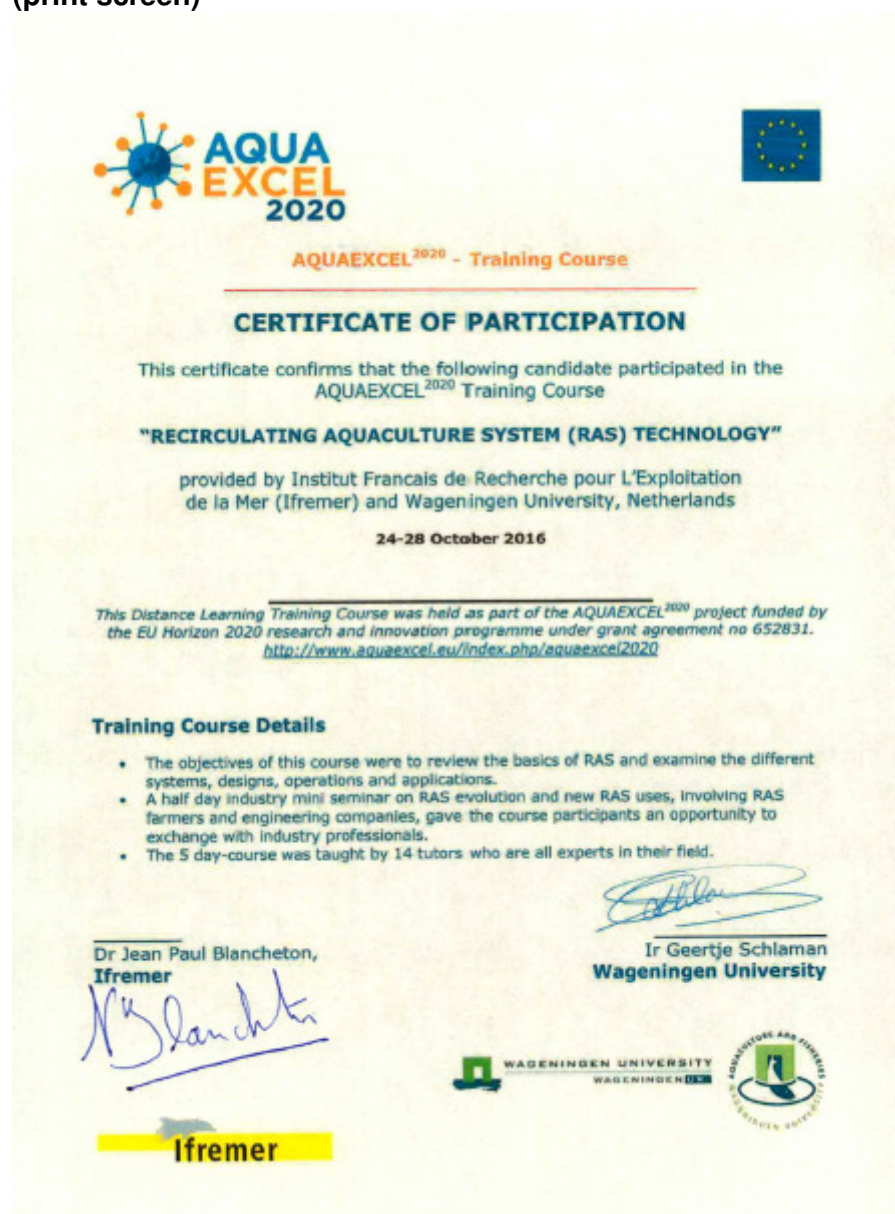 (print screen)
AQUA
EXCEL
2020
AQUAEXCEL²⁰²⁰ - Training Course
CERTIFICATE OF PARTICIPATION
This certificate confirms that the following candidate participated in the
AQUAEXCEL²⁰²⁰ Training Course
"RECIRCULATING AQUACULTURE SYSTEM (RAS) TECHNOLOGY"
provided by Institut Francais de Recherche pour L'Exploitation
de la Mer (Ifremer) and Wageningen University, Netherlands
24-28 October 2016
This Distance Learning Training Course was held as part of the AQUAEXCEL²⁰²⁰ project funded by
the EU Horizon 2020 research and innovation programme under grant agreement no 652831.
http://www.aquaexcel.eu/index.php/aquaexcel2020
Training Course Details
• The objectives of this course were to review the basics of RAS and examine the different
systems, designs, operations and applications.
• A half day industry mini seminar on RAS evolution and new RAS uses, involving RAS
farmers and engineering companies, gave the course participants an opportunity to
exchange with industry professionals.
• The 5 day-course was taught by 14 tutors who are all experts in their field.
Dr Jean Paul Blancheton,
Ifremer
Ir Geertje Schlaman
Wageningen University
WAGENINGEN UNIVERSITY
WAGENINGEN UR
AQUACULTURE AND FISHERIES
WAGENINGEN UNIVERSITY
Ifremer